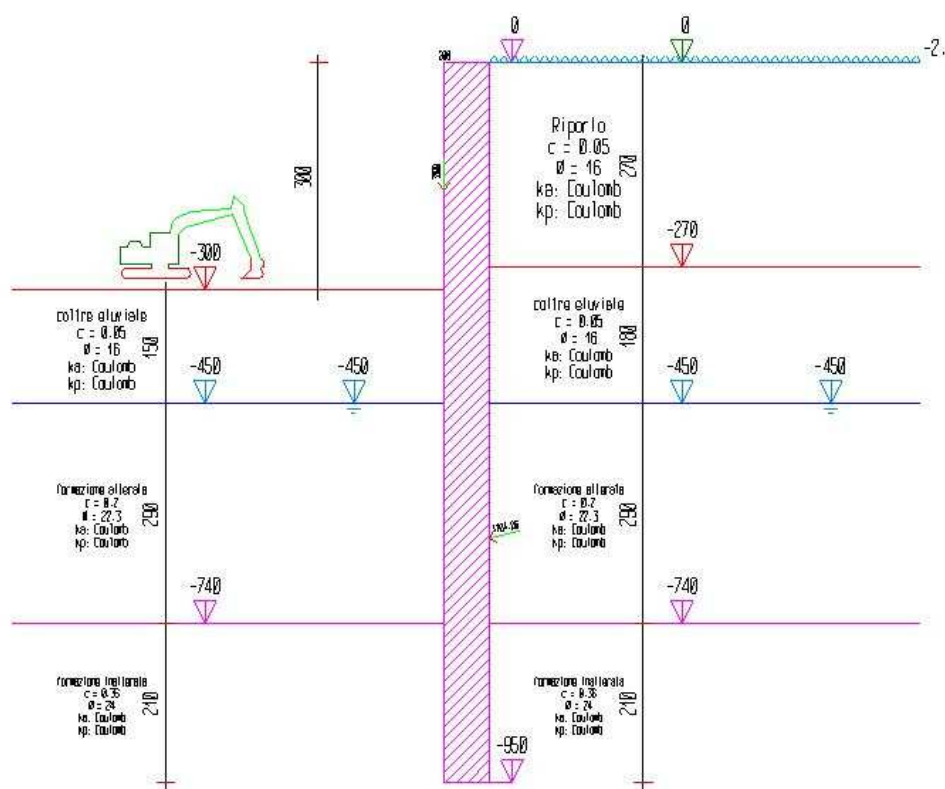 0
0
-2.
Riporto
c = 0.05
Ø = 16
ka: Coulomb
kp: Coulomb
270
300
-300
-270
coltre eluviale
c = 0.05
Ø = 16
ka: Coulomb
kp: Coulomb
150
coltre eluviale
c = 0.05
Ø = 16
ka: Coulomb
kp: Coulomb
180
-450
-450
-450
-450
formazione alterata
c = 0.2
Ø = 22.3
ka: Coulomb
kp: Coulomb
290
formazione alterata
c = 0.2
Ø = 22.3
ka: Coulomb
kp: Coulomb
290
-740
-740
formazione inalterata
c = 0.36
Ø = 24
ka: Coulomb
kp: Coulomb
210
formazione inalterata
c = 0.36
Ø = 24
ka: Coulomb
kp: Coulomb
210
-950